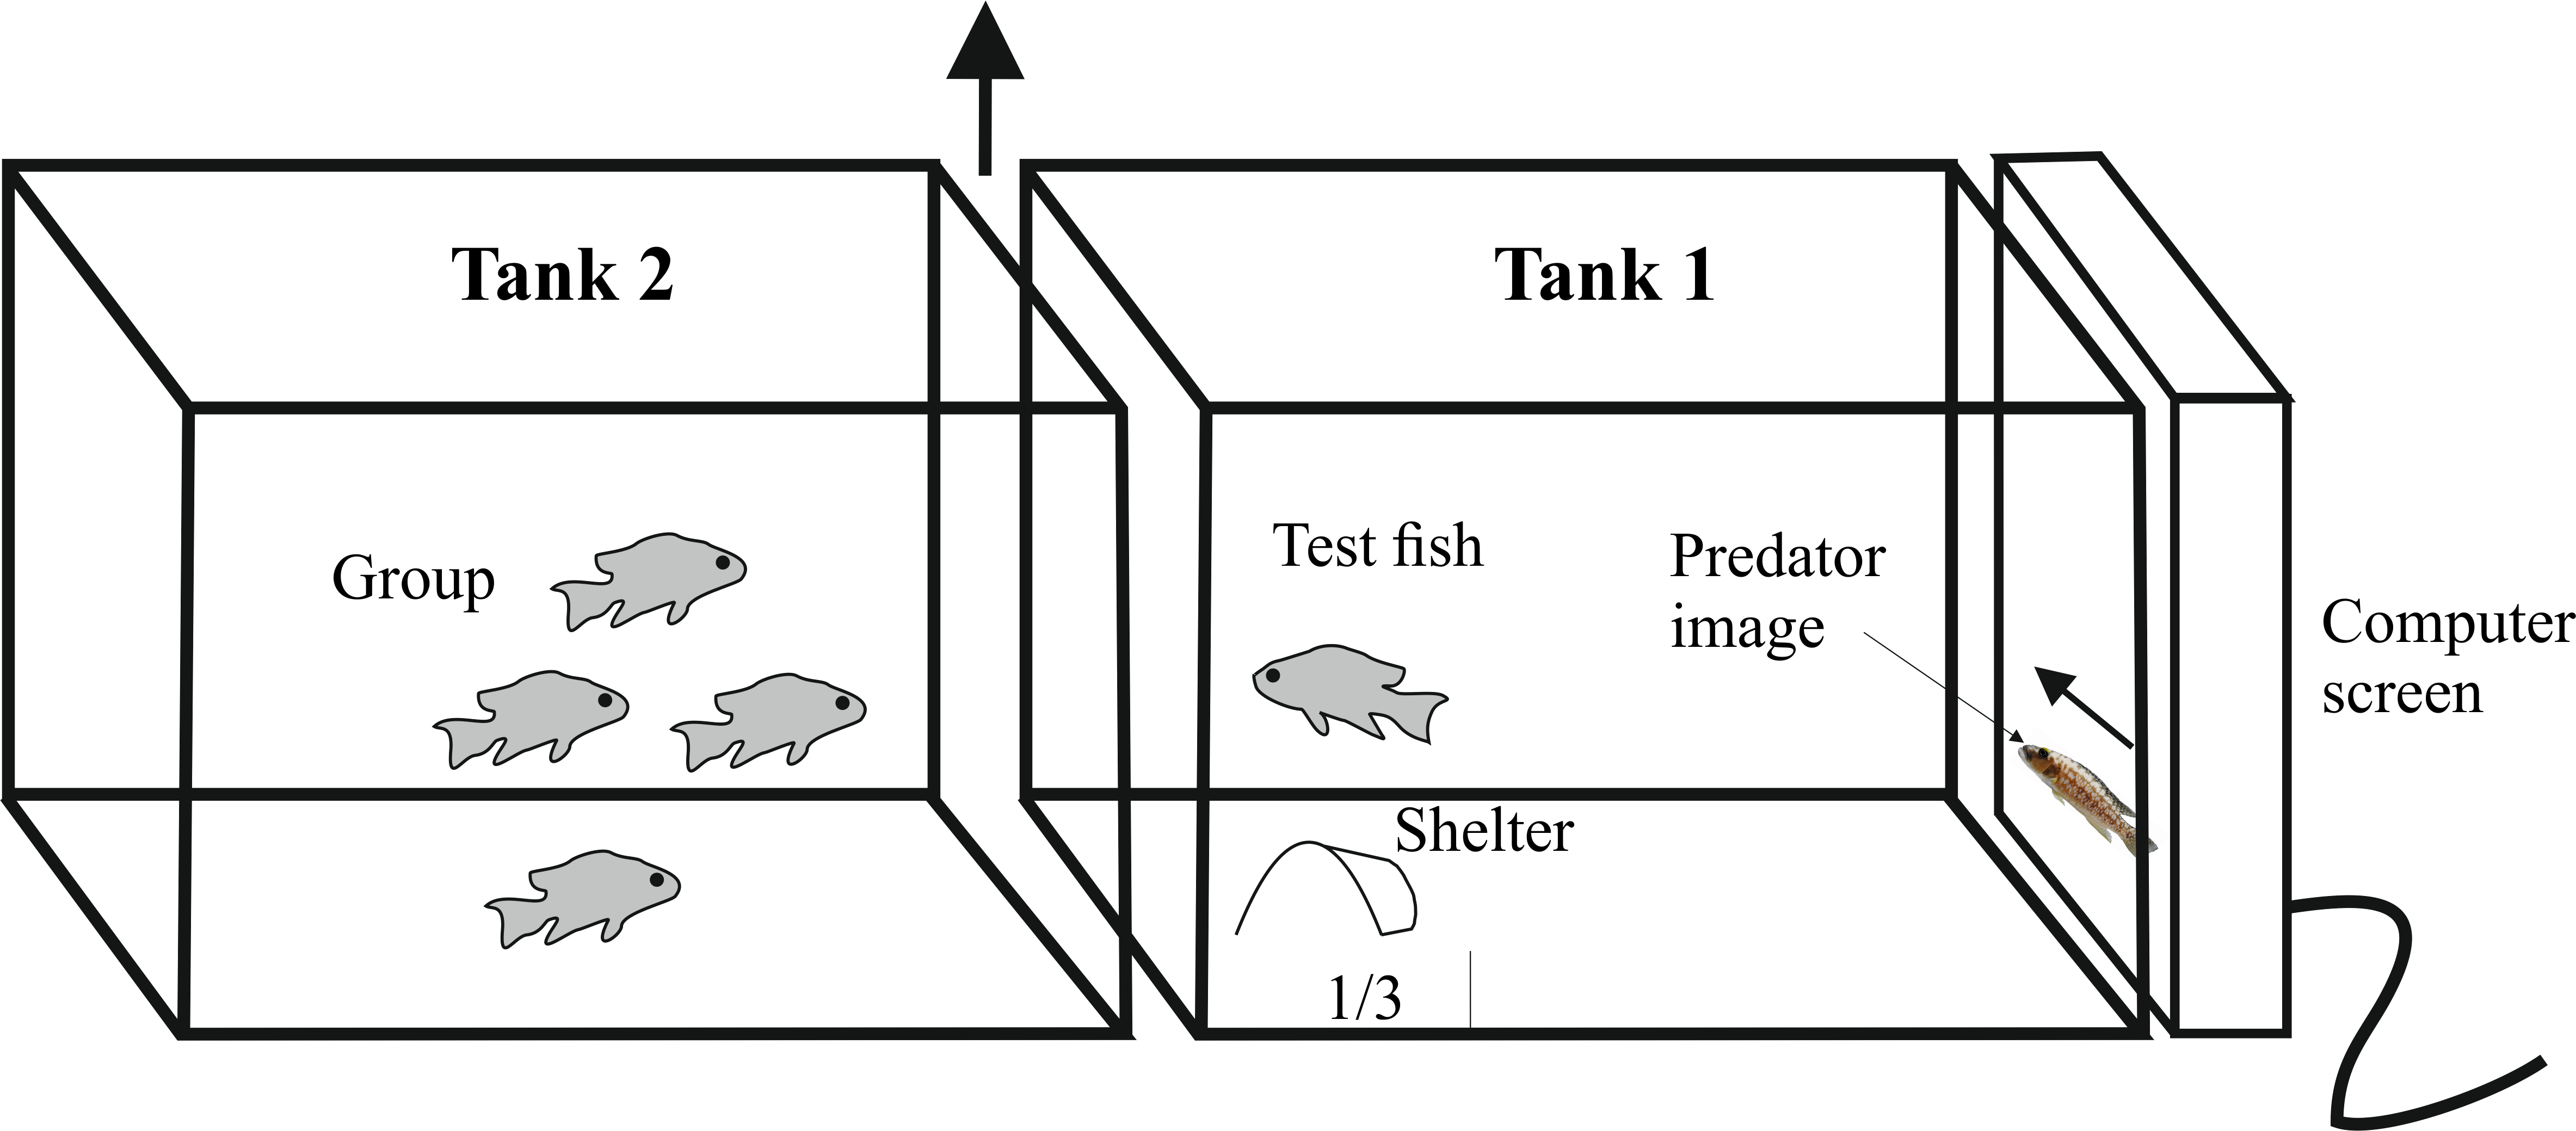 Tank 2
Tank 1
Group
Test fish
Predator
image
Computer
screen
Shelter
1/3